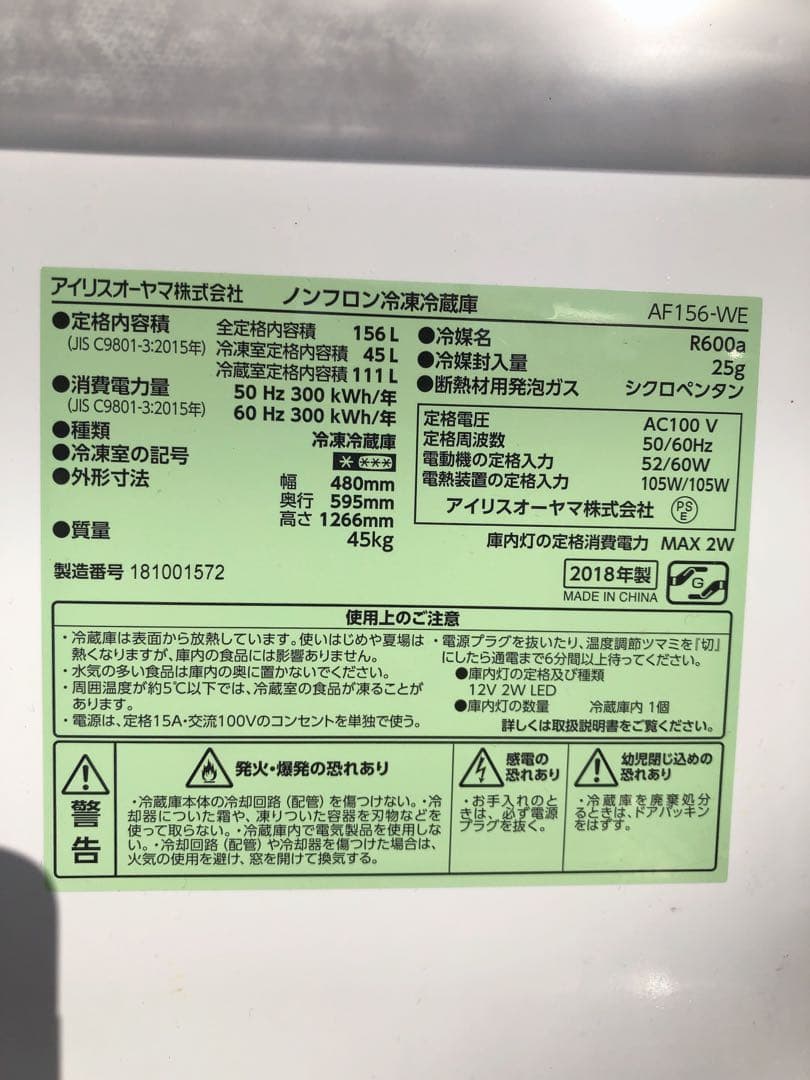 アイリスオーヤマ株式会社 ノンフロン冷凍冷蔵庫 AF156-WE
●定格内容積
(JIS C9801-3:2015年)
全定格内容積 156 L
冷凍室定格内容積 45 L
冷蔵室定格内容積 111 L
●消費電力量
(JIS C9801-3:2015年)
50 Hz 300 kWh/年
60 Hz 300 kWh/年
●種類 冷凍冷蔵庫
●冷凍室の記号 * ***
●外形寸法 幅 480mm
奥行 595mm
高さ 1266mm
●質量 45kg
製造番号 181001572
●冷媒名 R600a
●冷媒封入量 25g
●断熱材用発泡ガス シクロペンタン
定格電圧 AC100 V
定格周波数 50/60Hz
電動機の定格入力 52/60W
電熱装置の定格入力 105W/105W
アイリスオーヤマ株式会社 PSE
庫内灯の定格消費電力 MAX 2W
2018年製
MADE IN CHINA
G
使用上のご注意
・冷蔵庫は表面から放熱しています。使いはじめや夏場は
熱くなりますが、庫内の食品には影響ありません。
・水気の多い食品は庫内の奥に置かないでください。
・周囲温度が約5℃以下では、冷蔵室の食品が凍ることが
あります。
・電源は、定格15A・交流100Vのコンセントを単独で使う。
・電源プラグを抜いたり、温度調節ツマミを『切』
にしたら通電まで6分間以上待ってください。
●庫内灯の定格及び種類
12V 2W LED
●庫内灯の数量 冷蔵庫内 1個
詳しくは取扱説明書をご覧ください。
警告
発火・爆発の恐れあり
・冷蔵庫本体の冷却回路（配管）を傷つけない。・冷
却器についた霜や、凍りついた容器を刃物などを
使って取らない。・冷蔵庫内で電気製品を使用しな
い。・冷却回路（配管）や冷却器を傷つけた場合は、
火気の使用を避け、窓を開けて換気する。
感電の
恐れあり
・お手入れのと
きは、必ず電源
プラグを抜く。
幼児閉じ込めの
恐れあり
・冷蔵庫を廃棄処分
るときは、ドアパッキン
をはずす。